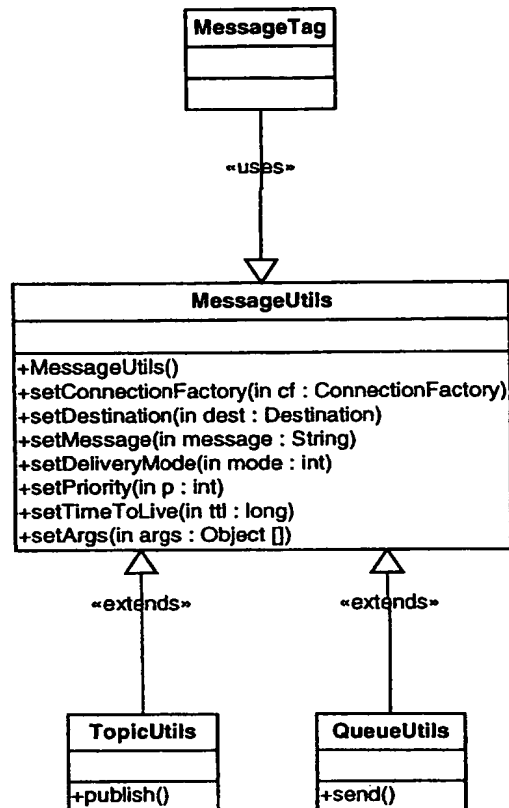 MessageTag
«uses»
MessageUtils
+MessageUtils()
+setConnectionFactory(in cf : ConnectionFactory)
+setDestination(in dest : Destination)
+setMessage(in message : String)
+setDeliveryMode(in mode : int)
+setPriority(in p : int)
+setTimeToLive(in ttl : long)
+setArgs(in args : Object [])
«extends» «extends»
TopicUtils QueueUtils
+publish() +send()